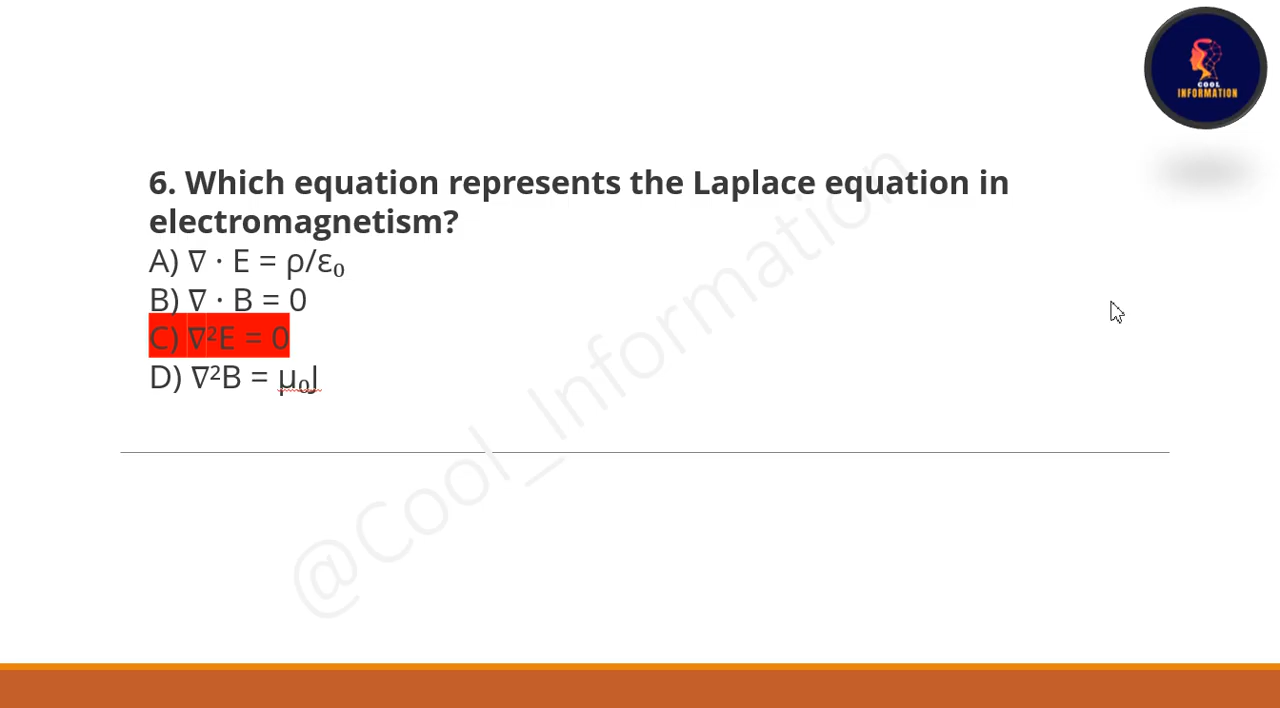 COOL
INFORMATION
6. Which equation represents the Laplace equation in
electromagnetism?
A) ∇ · E = ρ/ε₀
B) ∇ · B = 0
C) ∇²E = 0
D) ∇²B = μ₀J
@Cool_Information